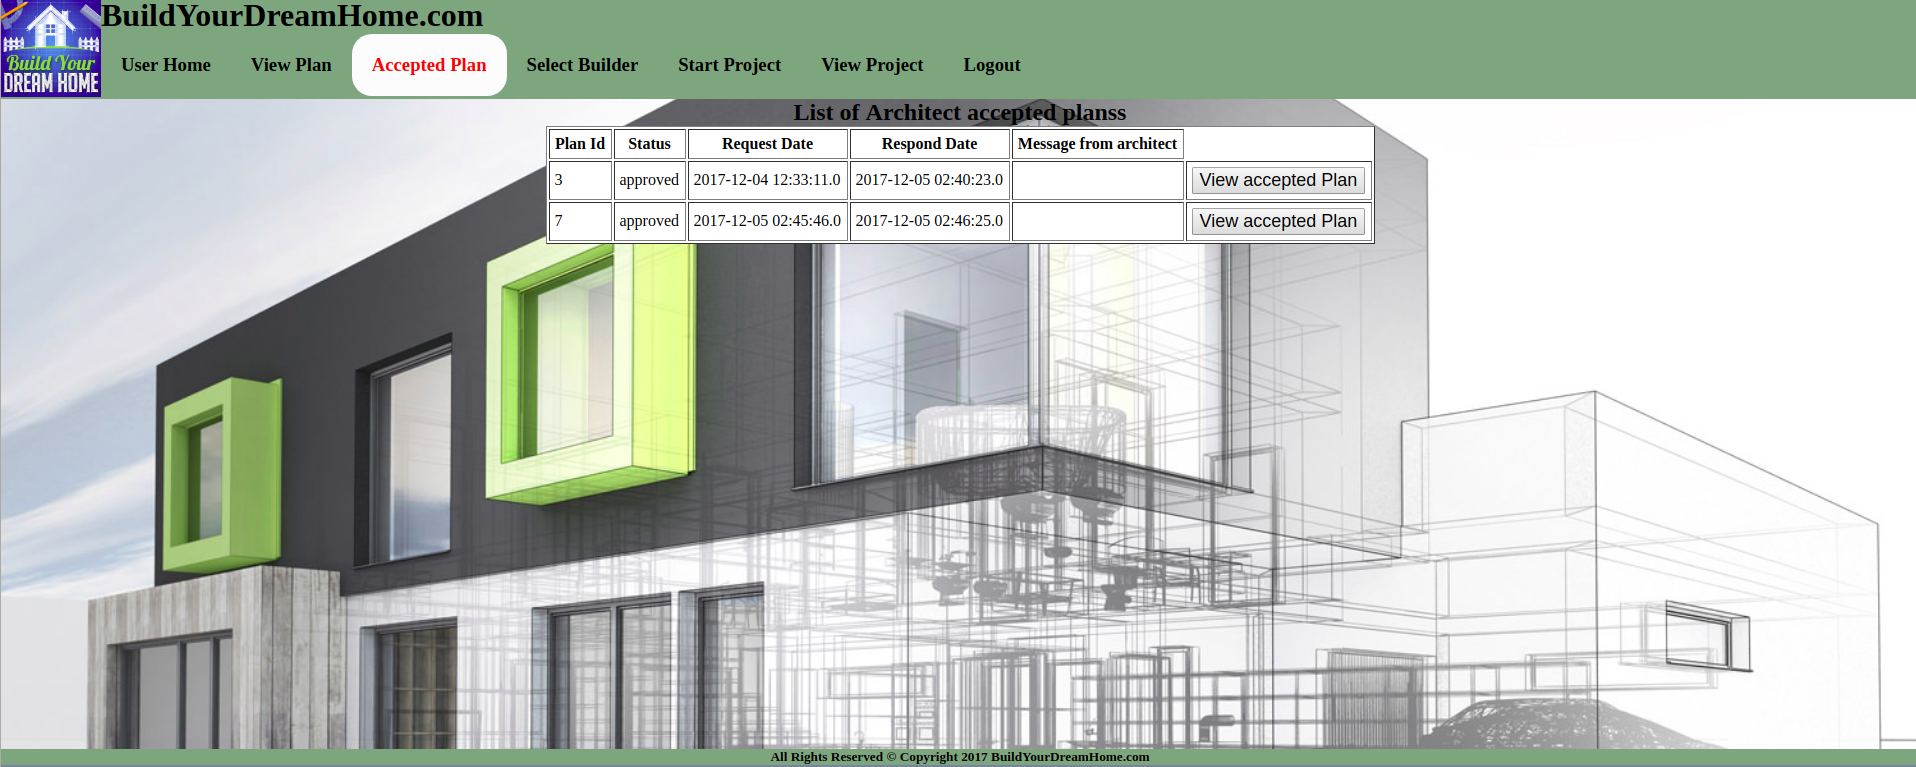 BuildYourDreamHome.com
Build Your
DREAM HOME
User Home View Plan Accepted Plan Select Builder Start Project View Project Logout
List of Architect accepted planss
Plan Id Status Request Date Respond Date Message from architect
3 approved 2017-12-04 12:33:11.0 2017-12-05 02:40:23.0 View accepted Plan
7 approved 2017-12-05 02:45:46.0 2017-12-05 02:46:25.0 View accepted Plan
All Rights Reserved © Copyright 2017 BuildYourDreamHome.com